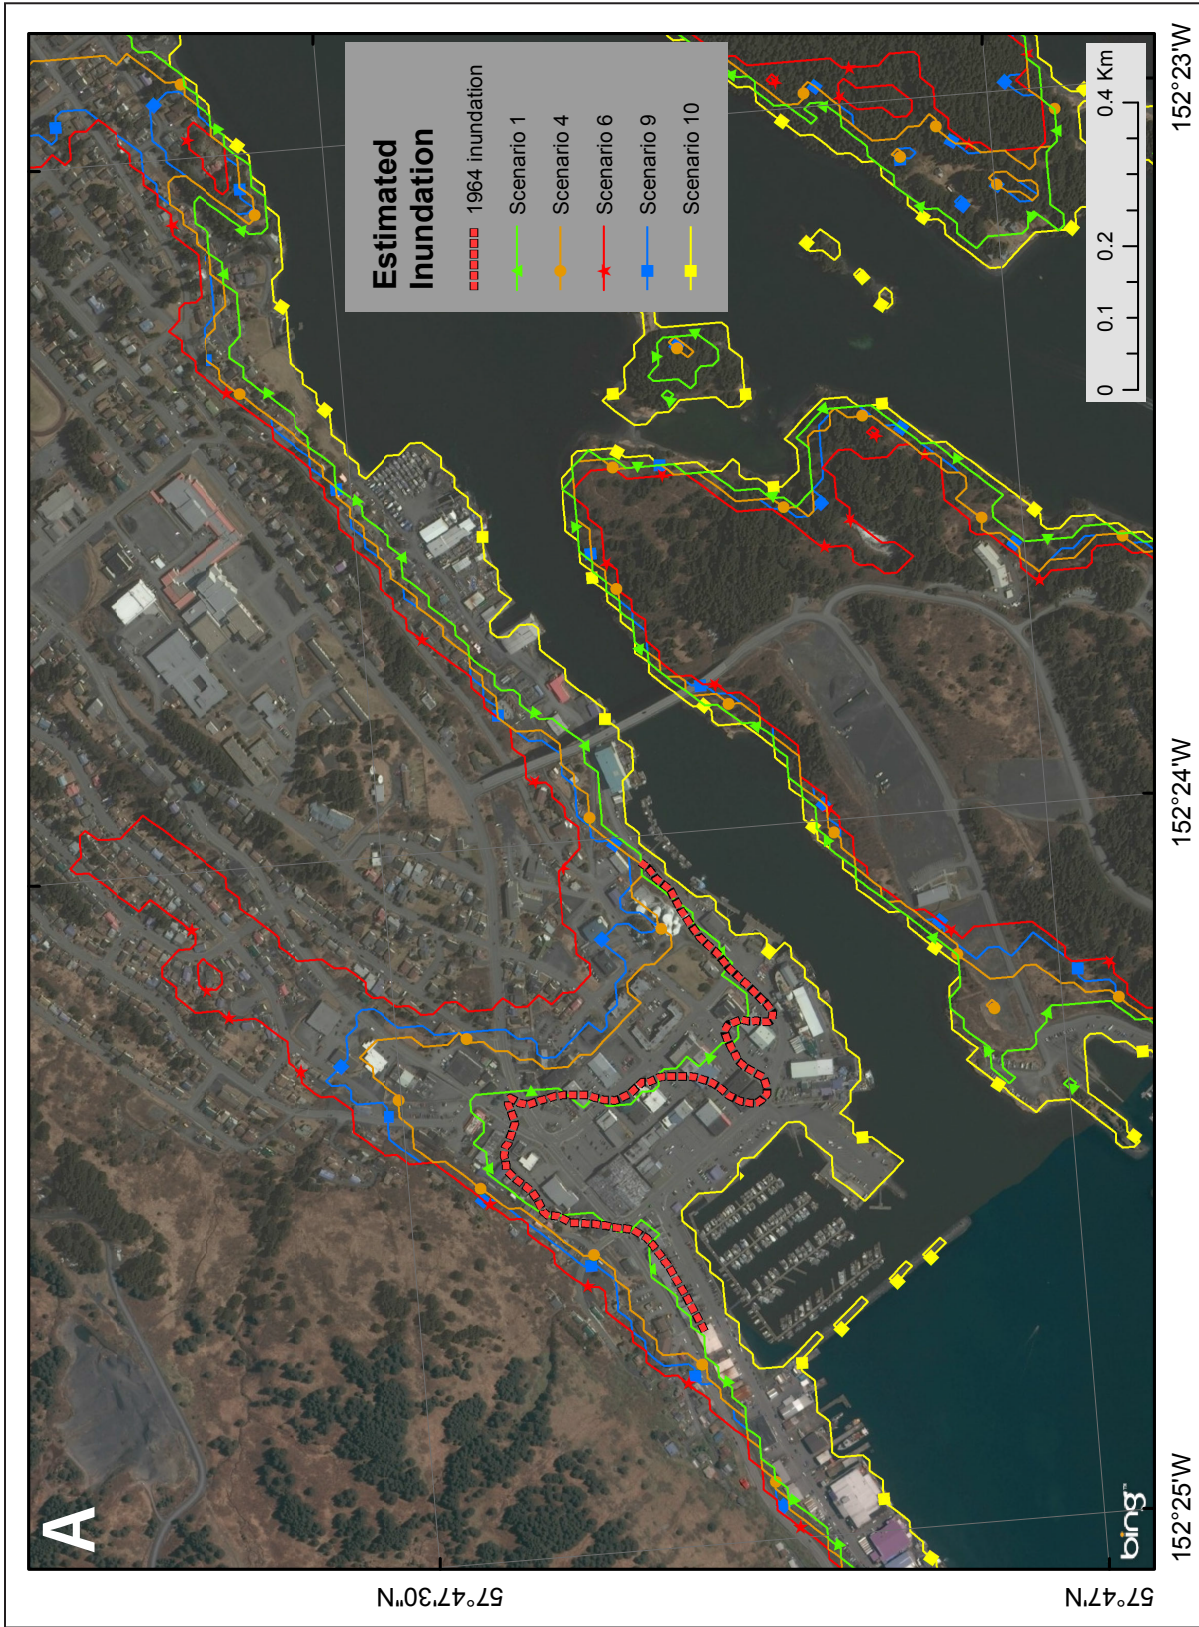 A
Estimated
Inundation
1964 inundation
Scenario 1
Scenario 4
Scenario 6
Scenario 9
Scenario 10
0 0.1 0.2 0.4 Km
bing™
57°47'30"N
57°47'N
152°25'W
152°24'W
152°23'W